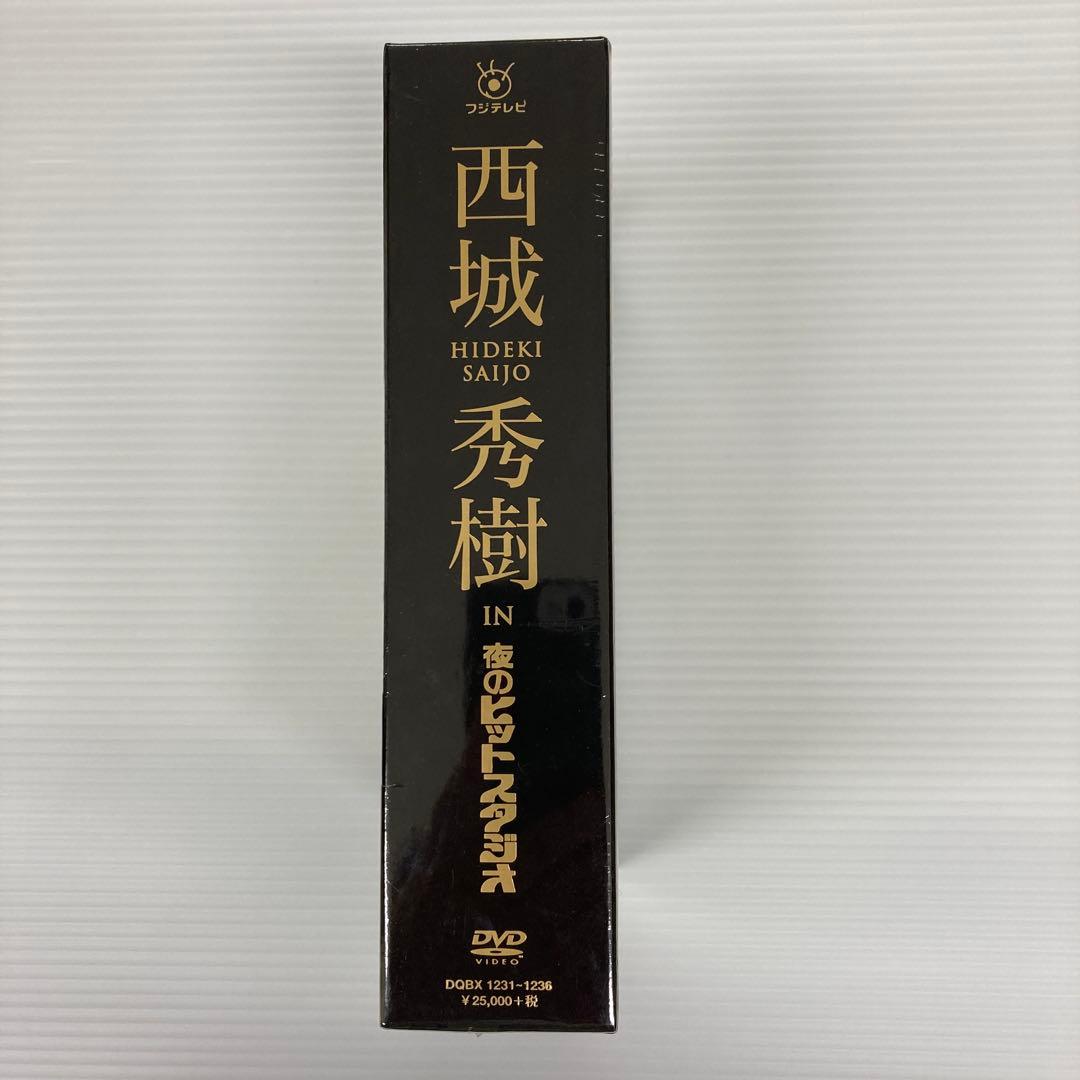 フジテレビ
西城
HIDEKI
SAIJO
秀樹
IN
夜のヒットスタジオ
DVD
VIDEO™
DQBX 1231~1236
¥25,000+税